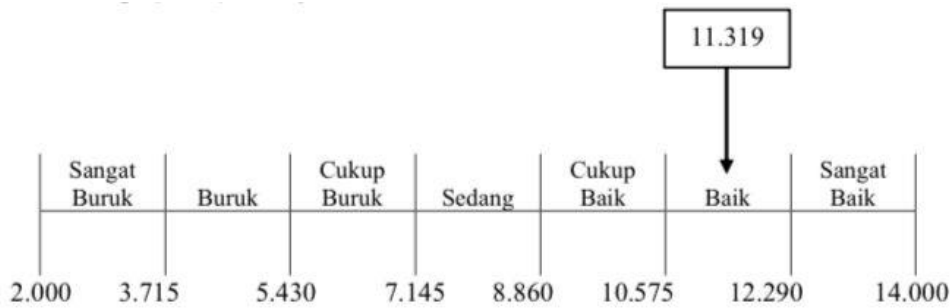 11.319
Sangat Buruk Cukup Sedang Cukup Baik Sangat
Buruk Buruk Baik Baik
2.000 3.715 5.430 7.145 8.860 10.575 12.290 14.000